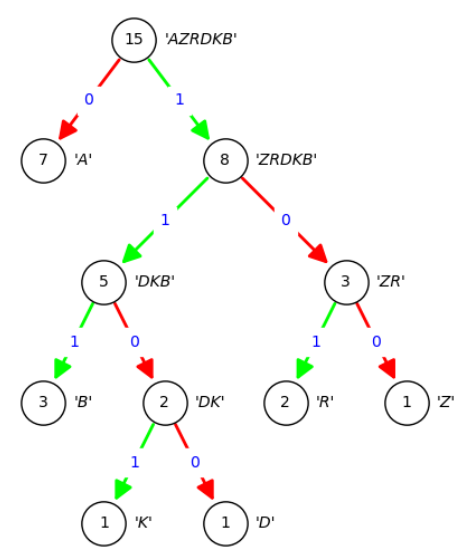 15 'AZRDKB'
0 1
7 'A' 8 'ZRDKB'
1 0
5 'DKB' 3 'ZR'
1 0 1 0
3 'B' 2 'DK' 2 'R' 1 'Z'
1 0
1 'K' 1 'D'